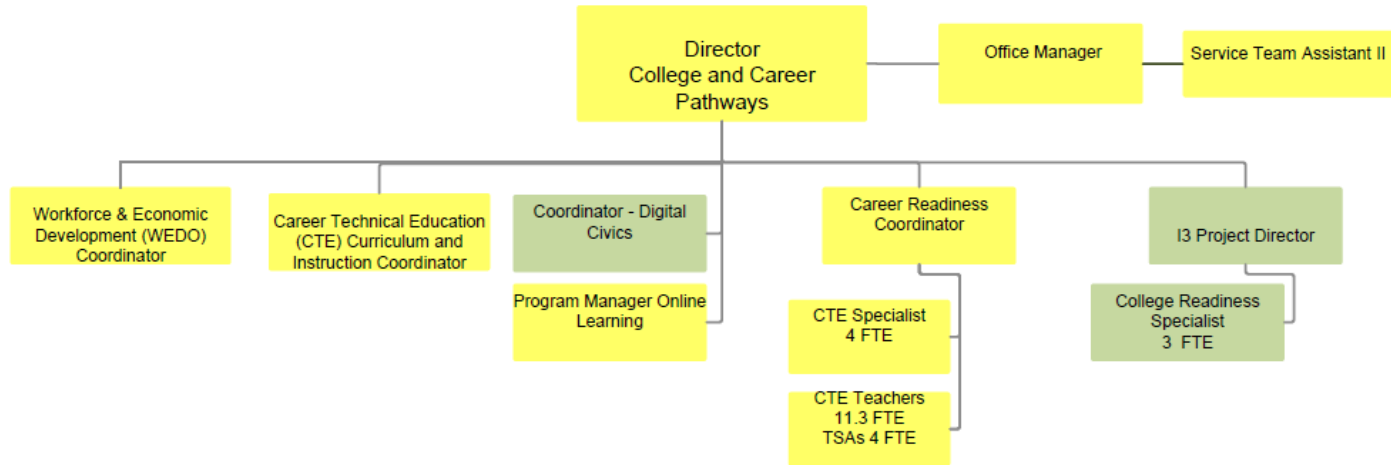 Director
College and Career
Pathways
Office Manager
Service Team Assistant II
Workforce & Economic
Development (WEDO)
Coordinator
Career Technical Education
(CTE) Curriculum and
Instruction Coordinator
Coordinator - Digital
Civics
Program Manager Online
Learning
Career Readiness
Coordinator
CTE Specialist
4 FTE
CTE Teachers
11.3 FTE
TSAs 4 FTE
I3 Project Director
College Readiness
Specialist
3 FTE